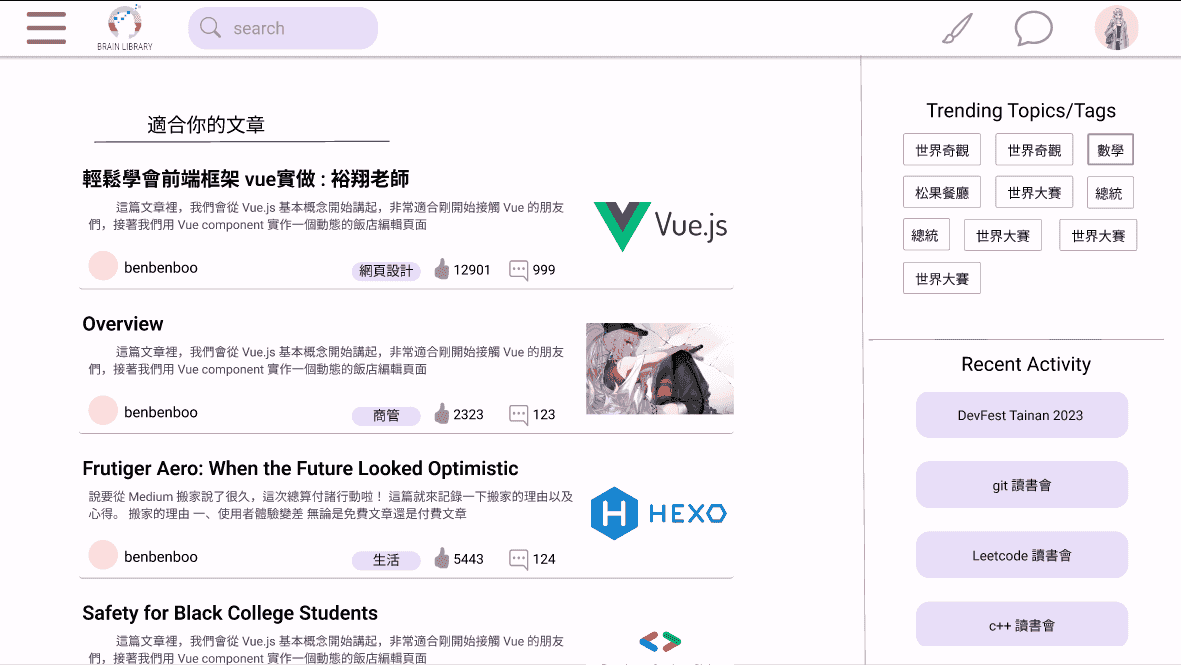 BRAIN LIBRARY
search
適合你的文章
輕鬆學會前端框架 vue實做 : 裕翔老師
這篇文章裡，我們會從 Vue.js 基本概念開始講起，非常適合剛開始接觸 Vue 的朋友
們，接著我們用 Vue component 實作一個動態的飯店編輯頁面
benbenboo
網頁設計
12901
999
Vue.js
Overview
這篇文章裡，我們會從 Vue.js 基本概念開始講起，非常適合剛開始接觸 Vue 的朋友
們，接著我們用 Vue component 實作一個動態的飯店編輯頁面
benbenboo
商管
2323
123
Frutiger Aero: When the Future Looked Optimistic
說要從 Medium 搬家說了很久，這次總算付諸行動啦！ 這篇就來記錄一下搬家的理由以及
心得。 搬家的理由 一、使用者體驗變差 無論是免費文章還是付費文章
benbenboo
生活
5443
124
HEXO
Safety for Black College Students
這篇文章裡，我們會從 Vue.js 基本概念開始講起，非常適合剛開始接觸 Vue 的朋友
們，接著我們用 Vue component 實作一個動態的飯店編輯頁面
Trending Topics/Tags
世界奇觀 世界奇觀 數學
松果餐廳 世界大賽 總統
總統 世界大賽 世界大賽
世界大賽
Recent Activity
DevFest Tainan 2023
git 讀書會
Leetcode 讀書會
c++ 讀書會